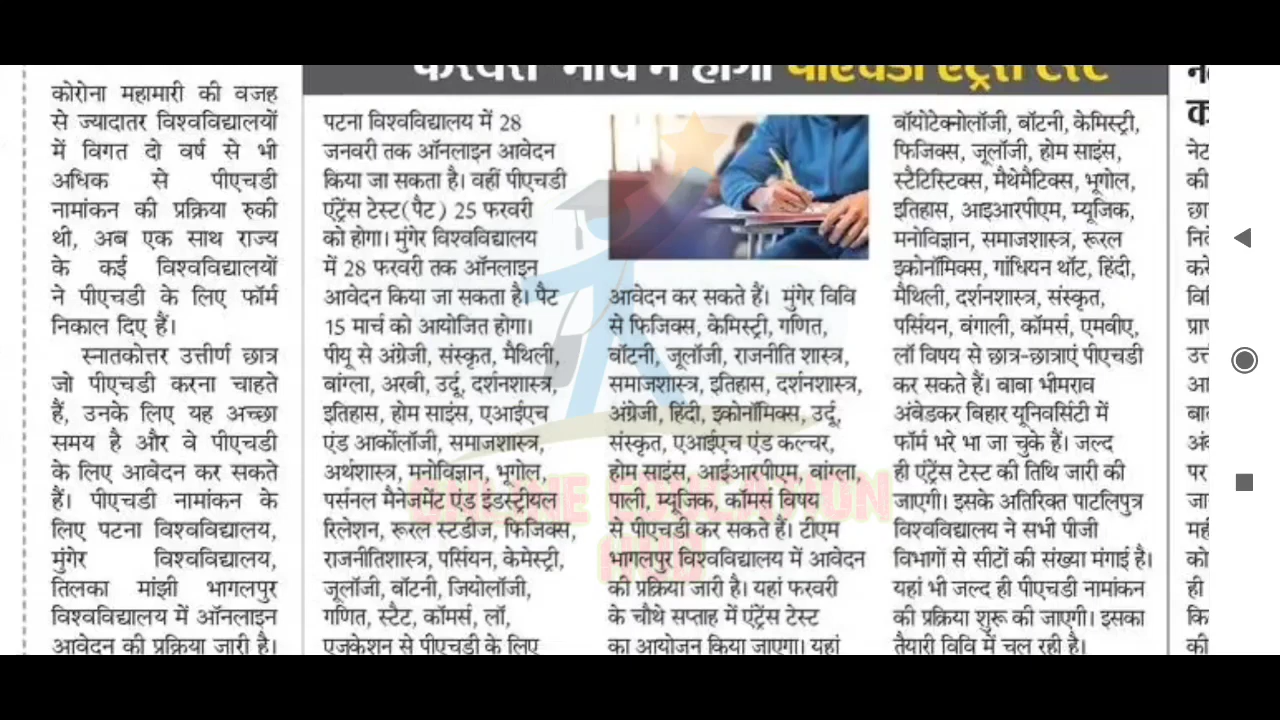 फरवरी मार्च में होगा पीएचडी एंट्रेंस टेस्ट
कोरोना महामारी की वजह
से ज्यादातर विश्वविद्यालयों
में विगत दो वर्ष से भी
अधिक से पीएचडी
नामांकन की प्रक्रिया रुकी
थी, अब एक साथ राज्य
के कई विश्वविद्यालयों
ने पीएचडी के लिए फॉर्म
निकाल दिए हैं।
स्नातकोत्तर उत्तीर्ण छात्र
जो पीएचडी करना चाहते
हैं, उनके लिए यह अच्छा
समय है और वे पीएचडी
के लिए आवेदन कर सकते
हैं। पीएचडी नामांकन के
लिए पटना विश्वविद्यालय,
मुंगेर विश्वविद्यालय,
तिलका मांझी भागलपुर
विश्वविद्यालय में ऑनलाइन
आवेदन की प्रक्रिया जारी है।
पटना विश्वविद्यालय में 28
जनवरी तक ऑनलाइन आवेदन
किया जा सकता है। वहीं पीएचडी
एंट्रेंस टेस्ट(पैट) 25 फरवरी
को होगा। मुंगेर विश्वविद्यालय
में 28 फरवरी तक ऑनलाइन
आवेदन किया जा सकता है। पैट
15 मार्च को आयोजित होगा।
पीयू से अंग्रेजी, संस्कृत, मैथिली,
बांग्ला, अरवी, उर्दू, दर्शनशास्त्र,
इतिहास, होम साइंस, एआईएच
एंड आर्कोलॉजी, समाजशास्त्र,
अर्थशास्त्र, मनोविज्ञान, भूगोल,
पर्सनल मैनेजमेंट एंड इंडस्ट्रीयल
रिलेशन, रूरल स्टडीज, फिजिक्स,
राजनीतिशास्त्र, पर्सियन, केमेस्ट्री,
जूलॉजी, बॉटनी, जियोलॉजी,
गणित, स्टैट, कॉमर्स, लॉ,
एजुकेशन से पीएचडी के लिए
आवेदन कर सकते हैं। मुंगेर विवि
से फिजिक्स, केमिस्ट्री, गणित,
बॉटनी, जूलॉजी, राजनीति शास्त्र,
समाजशास्त्र, इतिहास, दर्शनशास्त्र,
अंग्रेजी, हिंदी, इकोनॉमिक्स, उर्दू,
संस्कृत, एआईएच एंड कल्चर,
होम साइंस, आईआरपीएम, वांग्ला,
पाली, म्यूजिक, कॉमर्स विषय
से पीएचडी कर सकते हैं। टीएम
भागलपुर विश्वविद्यालय में आवेदन
की प्रक्रिया जारी है। यहां फरवरी
के चौथे सप्ताह में एंट्रेंस टेस्ट
का आयोजन किया जाएगा। यहां
बॉयोटेक्नोलॉजी, बॉटनी, केमिस्ट्री,
फिजिक्स, जूलॉजी, होम साइंस,
स्टैटिस्टिक्स, मैथेमैटिक्स, भूगोल,
इतिहास, आइआरपीएम, म्यूजिक,
मनोविज्ञान, समाजशास्त्र, रूरल
इकोनॉमिक्स, गांधियन थॉट, हिंदी,
मैथिली, दर्शनशास्त्र, संस्कृत,
पर्सियन, बंगाली, कॉमर्स, एमबीए,
लॉ विषय से छात्र-छात्राएं पीएचडी
कर सकते हैं। बाबा भीमराव
अंवेडकर बिहार यूनिवर्सिटी में
फॉर्म भरे भा जा चुके हैं। जल्द
ही एंट्रेंस टेस्ट की तिथि जारी की
जाएगी। इसके अतिरिक्त पाटलिपुत्र
विश्वविद्यालय ने सभी पीजी
विभागों से सीटों की संख्या मंगाई है।
यहां भी जल्द ही पीएचडी नामांकन
की प्रक्रिया शुरू की जाएगी। इसका
तैयारी विवि में चल रही है।
ONLINE EDUCATION
HUB